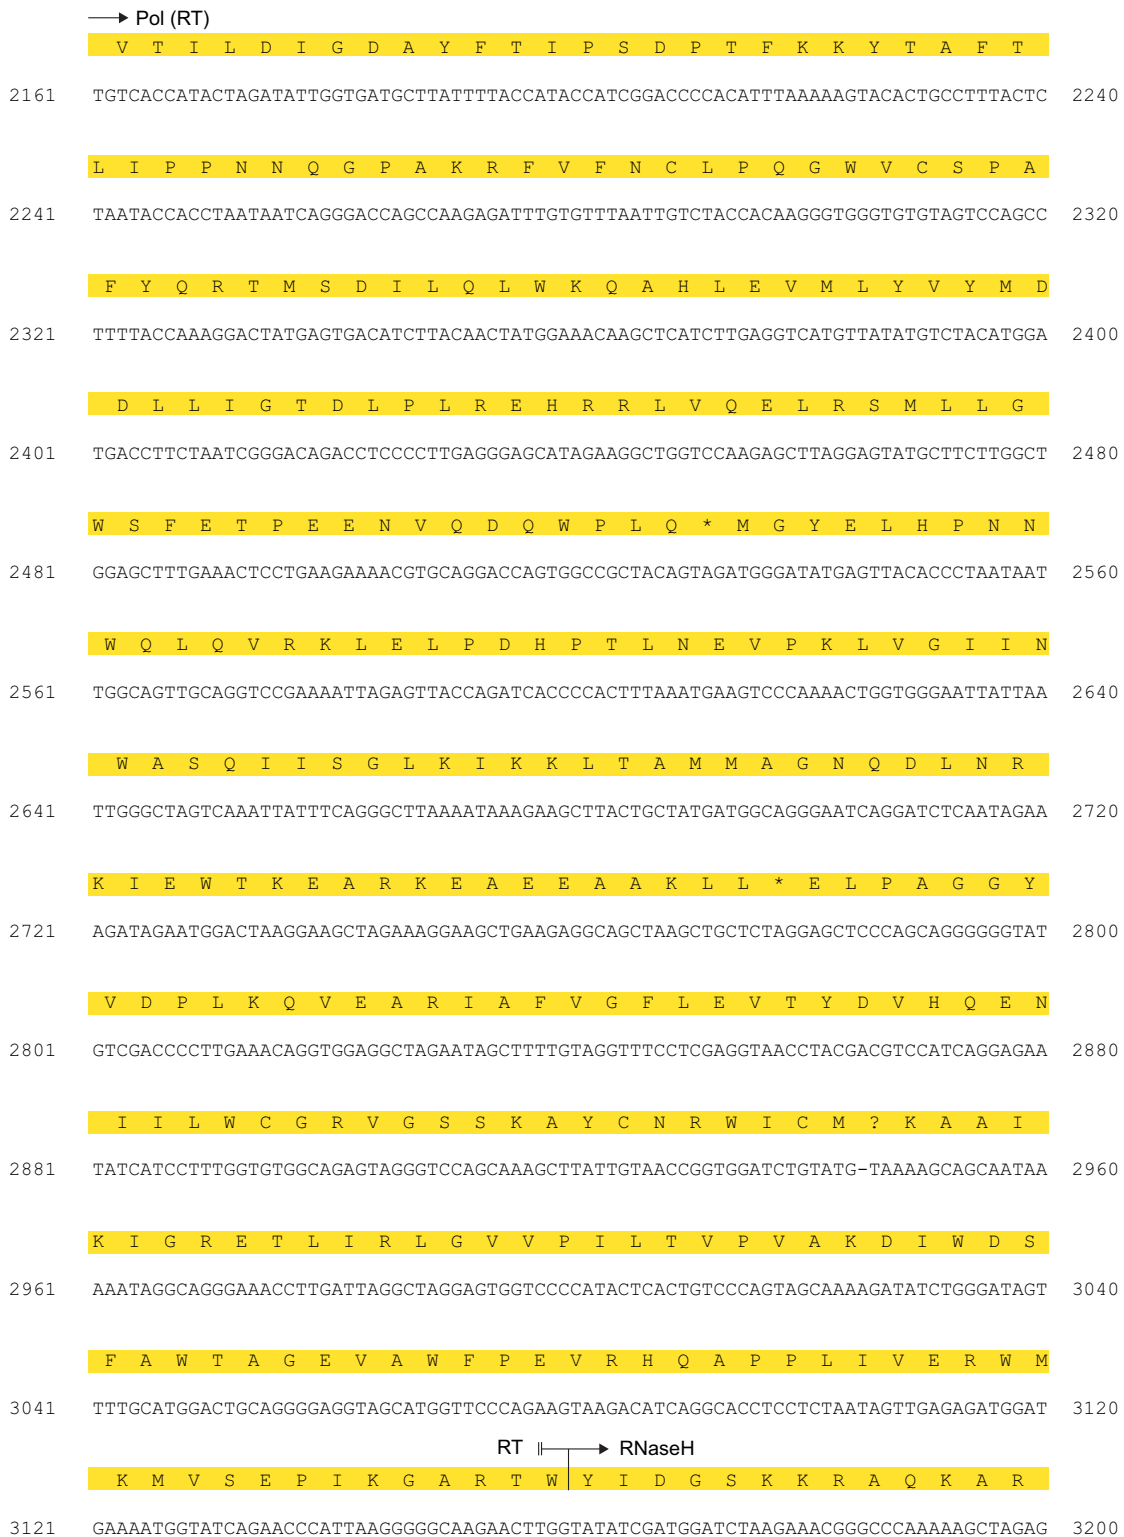 Pol (RT)
V T I L D I G D A Y F T I P S D P T F K K Y T A F T
2161 TGTCACCATACTAGATATTGGTGATGCTTATTTTACCATACCATCGGACCCCACATTTAAAAAGTACACTGCCTTTACTC 2240
L I P P N N Q G P A K R F V F N C L P Q G W V C S P A
2241 TAATACCACCTAATAATCAGGGACCAGCCAAGAGATTTGTGTTTAATTGTCTACCACAAGGGTGGGTGTGTAGTCCAGCC 2320
F Y Q R T M S D I L Q L W K Q A H L E V M L Y V Y M D
2321 TTTTACCAAAGGACTATGAGTGACATCTTACAACTATGGAAACAAGCTCATCTTGAGGTCATGTTATATGTCTACATGGA 2400
D L L I G T D L P L R E H R R L V Q E L R S M L L G
2401 TGACCTTCTAATCGGGACAGACCTCCCCTTGAGGGAGCATAGAAGGCTGGTCCAAGAGCTTAGGAGTATGCTTCTTGGCT 2480
W S F E T P E E N V Q D Q W P L Q * M G Y E L H P N N
2481 GGAGCTTTGAAACTCCTGAAGAAAACGTGCAGGACCAGTGGCCGCTACAGTAGATGGGATATGAGTTACACCCTAATAAT 2560
W Q L Q V R K L E L P D H P T L N E V P K L V G I I N
2561 TGGCAGTTGCAGGTCCGAAAATTAGAGTTACCAGATCACCCCACTTTAAATGAAGTCCCAAAACTGGTGGGAATTATTAA 2640
W A S Q I I S G L K I K K L T A M M A G N Q D L N R
2641 TTGGGCTAGTCAAATTATTTCAGGGCTTAAAATAAAGAAGCTTACTGCTATGATGGCAGGGAATCAGGATCTCAATAGAA 2720
K I E W T K E A R K E A E E A A K L L * E L P A G G Y
2721 AGATAGAATGGACTAAGGAAGCTAGAAAGGAAGCTGAAGAGGCAGCTAAGCTGCTCTAGGAGCTCCCAGCAGGGGGGTAT 2800
V D P L K Q V E A R I A F V G F L E V T Y D V H Q E N
2801 GTCGACCCCTTGAAACAGGTGGAGGCTAGAATAGCTTTTGTAGGTTTCCTCGAGGTAACCTACGACGTCCATCAGGAGAA 2880
I I L W C G R V G S S K A Y C N R W I C M ? K A A I
2881 TATCATCCTTTGGTGTGGCAGAGTAGGGTCCAGCAAAGCTTATTGTAACCGGTGGATCTGTATG-TAAAAGCAGCAATAA 2960
K I G R E T L I R L G V V P I L T V P V A K D I W D S
2961 AAATAGGCAGGGAAACCTTGATTAGGCTAGGAGTGGTCCCCATACTCACTGTCCCAGTAGCAAAAGATATCTGGGATAGT 3040
F A W T A G E V A W F P E V R H Q A P P L I V E R W M
3041 TTTGCATGGACTGCAGGGGAGGTAGCATGGTTCCCAGAAGTAAGACATCAGGCACCTCCTCTAATAGTTGAGAGATGGAT 3120
RT RNaseH
K M V S E P I K G A R T W Y I D G S K K R A Q K A R
3121 GAAAATGGTATCAGAACCCATTAAGGGGGCAAGAACTTGGTATATCGATGGATCTAAGAAACGGGCCCAAAAAGCTAGAG 3200